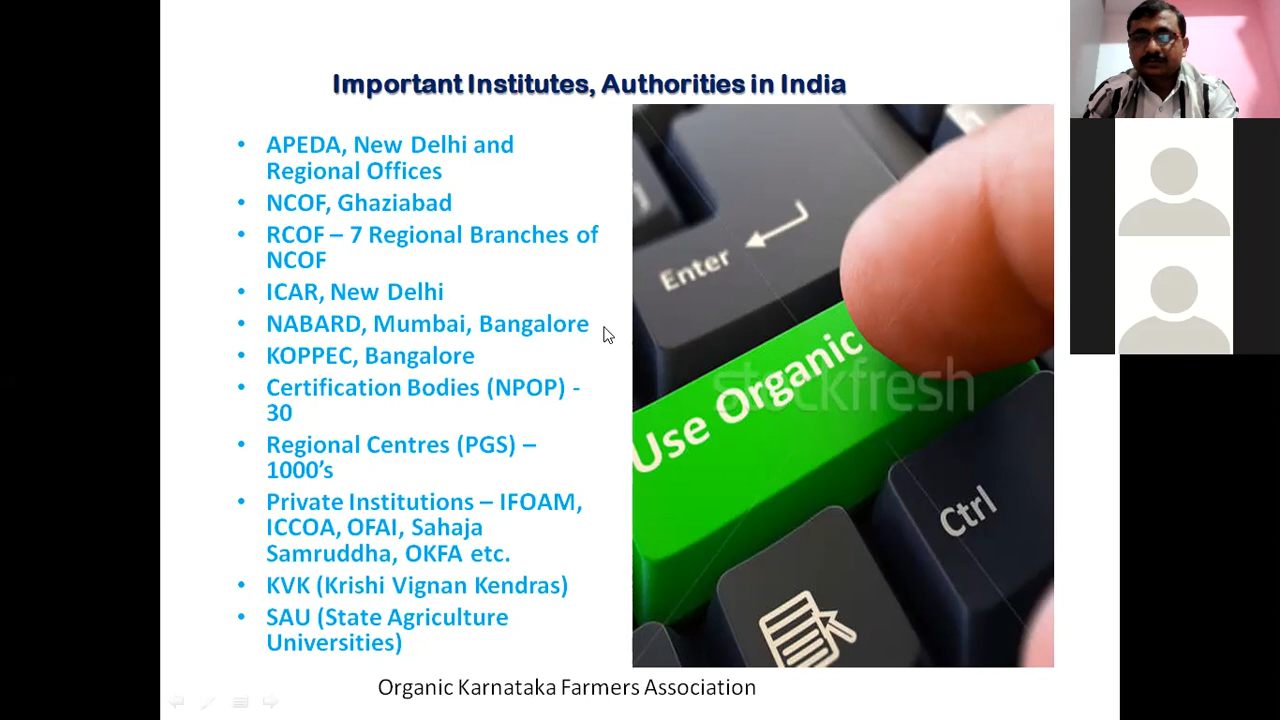 Important Institutes, Authorities in India
• APEDA, New Delhi and
Regional Offices
• NCOF, Ghaziabad
• RCOF – 7 Regional Branches of
NCOF
• ICAR, New Delhi
• NABARD, Mumbai, Bangalore
• KOPPEC, Bangalore
• Certification Bodies (NPOP) -
30
• Regional Centres (PGS) –
1000’s
• Private Institutions – IFOAM,
ICCOA, OFAI, Sahaja
Samruddha, OKFA etc.
• KVK (Krishi Vignan Kendras)
• SAU (State Agriculture
Universities)
Enter
Use Organic
stockfresh
Ctrl
Organic Karnataka Farmers Association